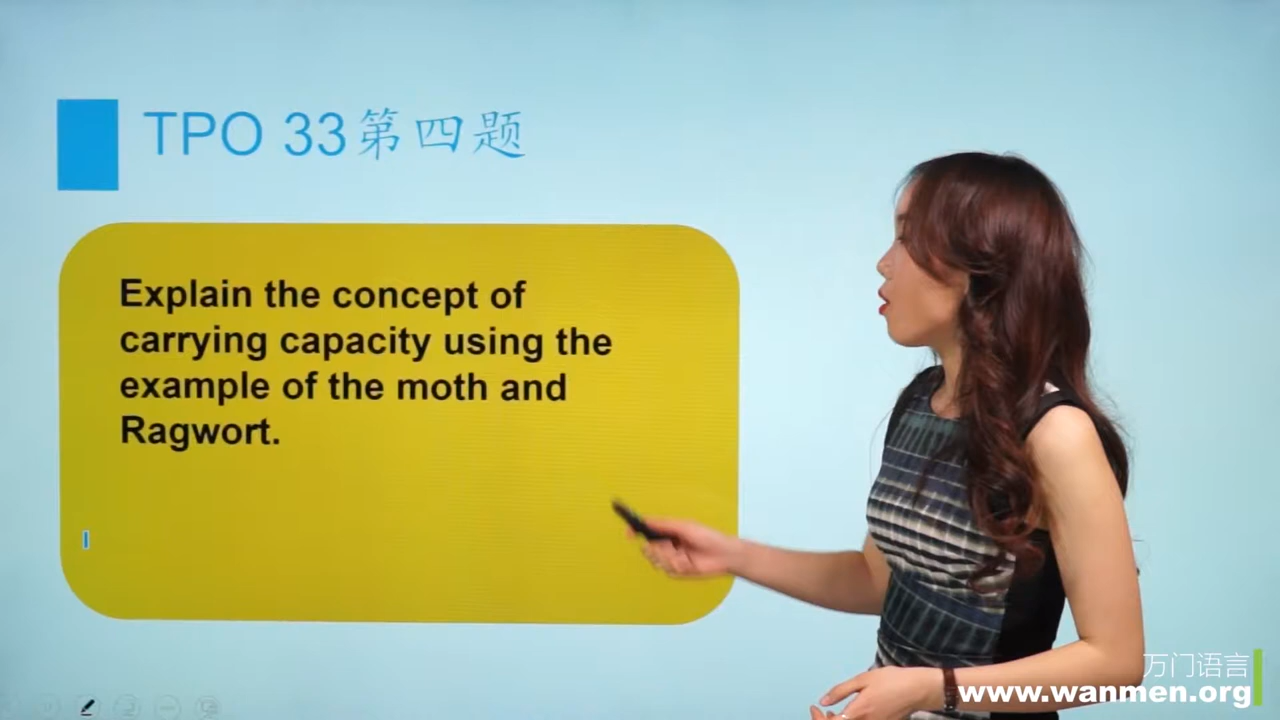 TPO 33第四题
Explain the concept of
carrying capacity using the
example of the moth and
Ragwort.
万门语言
www.wanmen.org